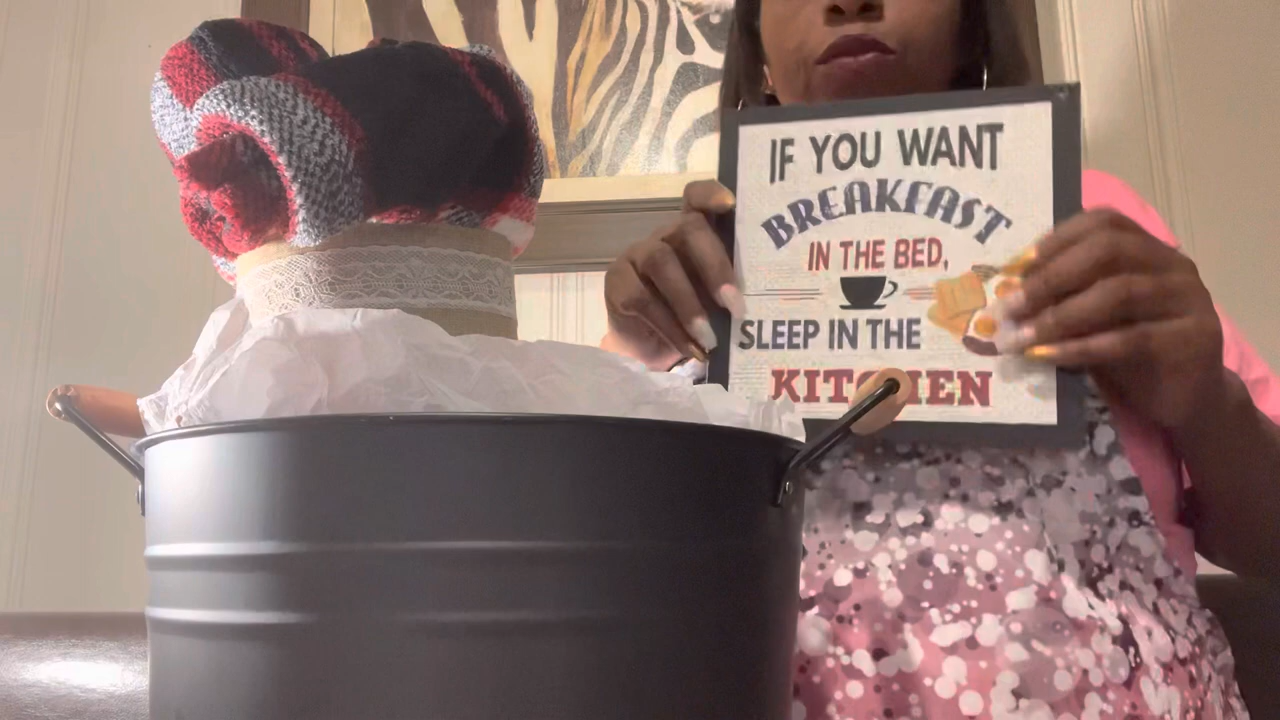 IF YOU WANT
BREAKFAST
IN THE BED,
SLEEP IN THE
KITCHEN